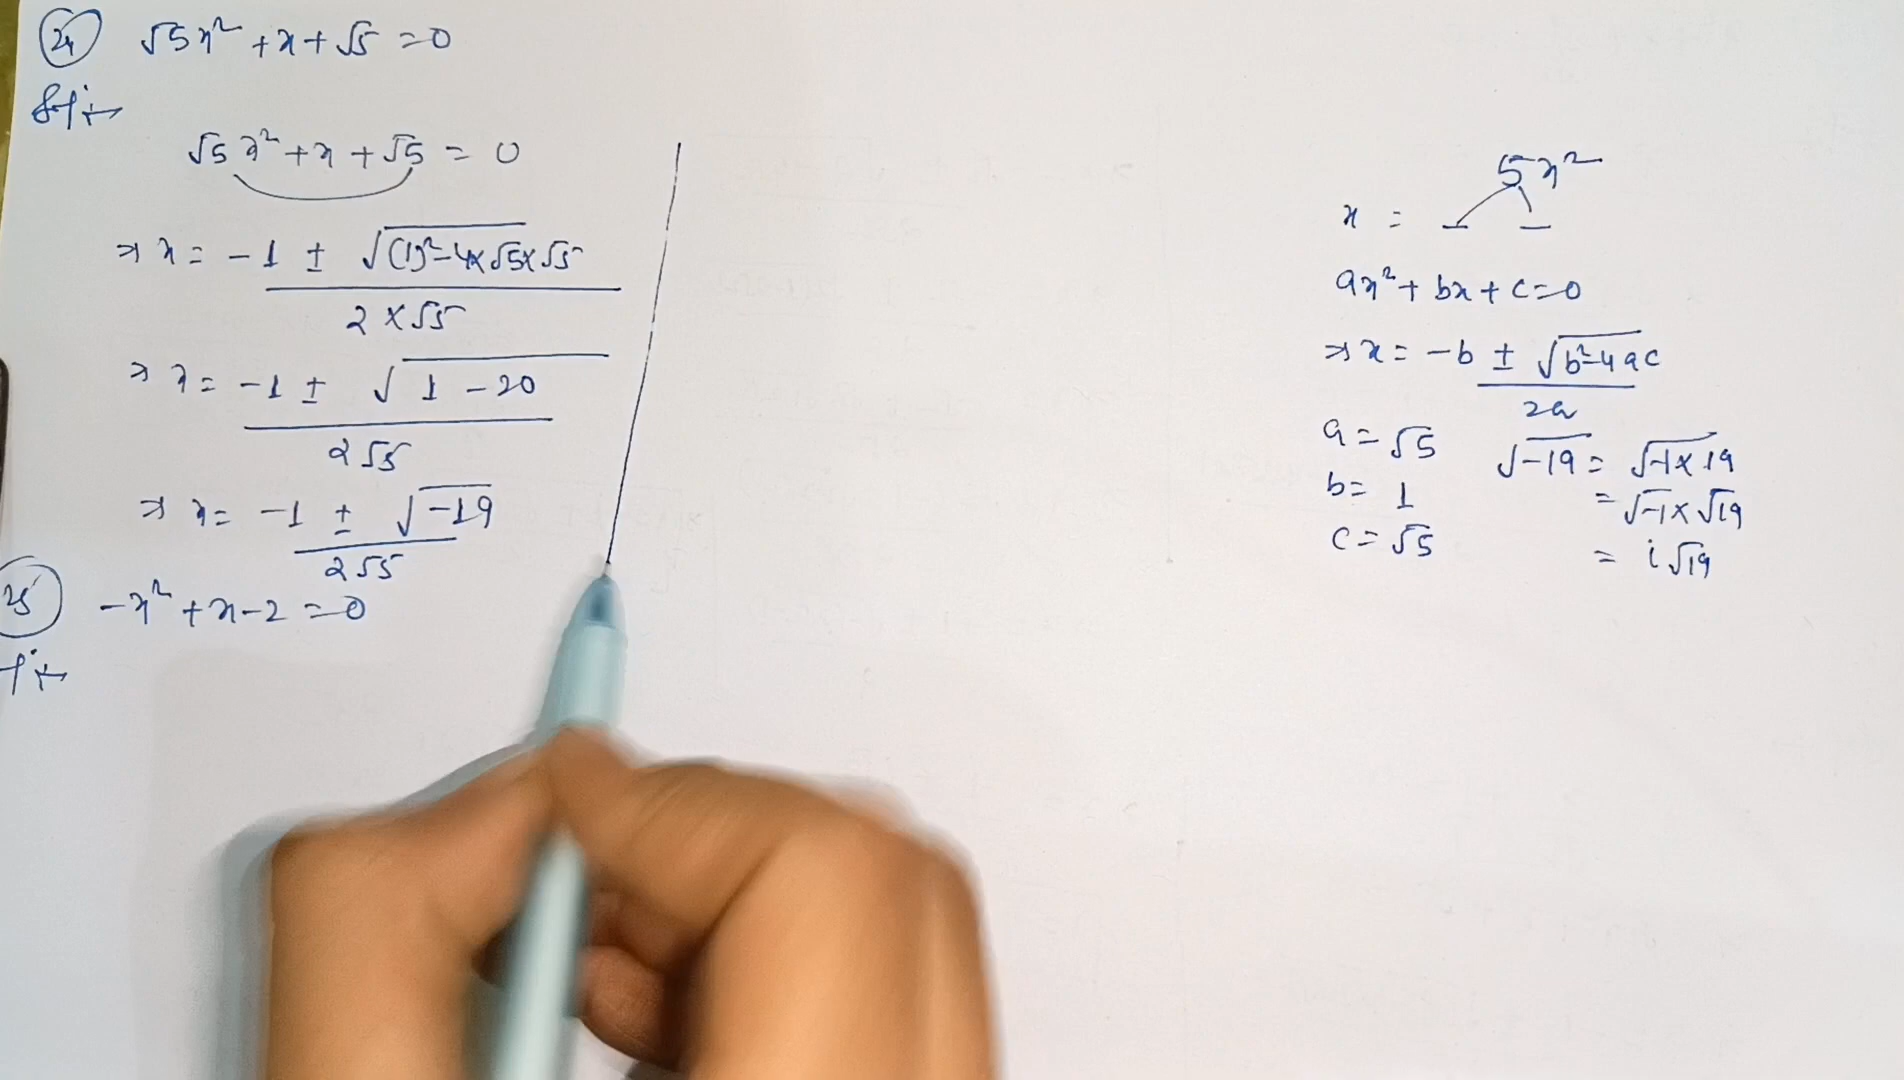 24 √5x² + x + √5 = 0
√5x² + x + √5 = 0
⇒ x = -1 ± √(1)²-4×√5×√5
2×√5
⇒ x = -1 ± √1-20
2√5
⇒ x = -1 ± √-19
2√5
25 -x² + x - 2 = 0
5x²
x =
ax² + bx + c = 0
⇒ x = -b ± √b²-4ac
2a
a = √5
b = 1
c = √5
√-19 = √-1×19
= √-1×√19
= i√19